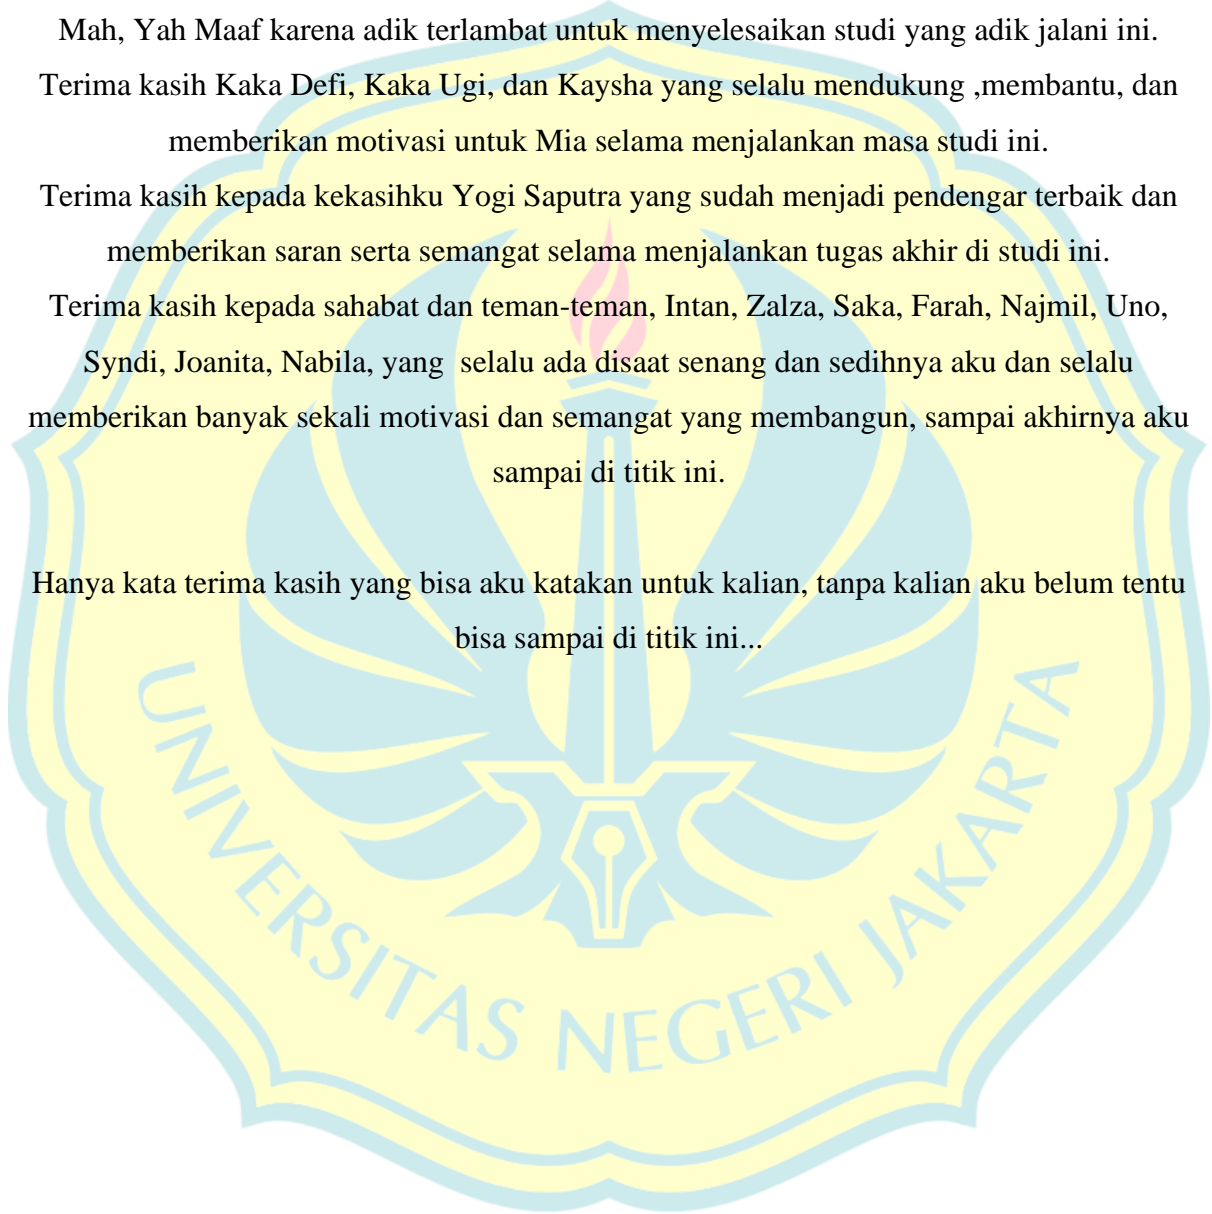 Mah, Yah Maaf karena adik terlambat untuk menyelesaikan studi yang adik jalani ini.
Terima kasih Kaka Defi, Kaka Ugi, dan Kaysha yang selalu mendukung ,membantu, dan
memberikan motivasi untuk Mia selama menjalankan masa studi ini.
Terima kasih kepada kekasihku Yogi Saputra yang sudah menjadi pendengar terbaik dan
memberikan saran serta semangat selama menjalankan tugas akhir di studi ini.
Terima kasih kepada sahabat dan teman-teman, Intan, Zalza, Saka, Farah, Najmil, Uno,
Syndi, Joanita, Nabila, yang  selalu ada disaat senang dan sedihnya aku dan selalu
memberikan banyak sekali motivasi dan semangat yang membangun, sampai akhirnya aku
sampai di titik ini.
Hanya kata terima kasih yang bisa aku katakan untuk kalian, tanpa kalian aku belum tentu
bisa sampai di titik ini...
UNIVERSITAS NEGERI JAKARTA